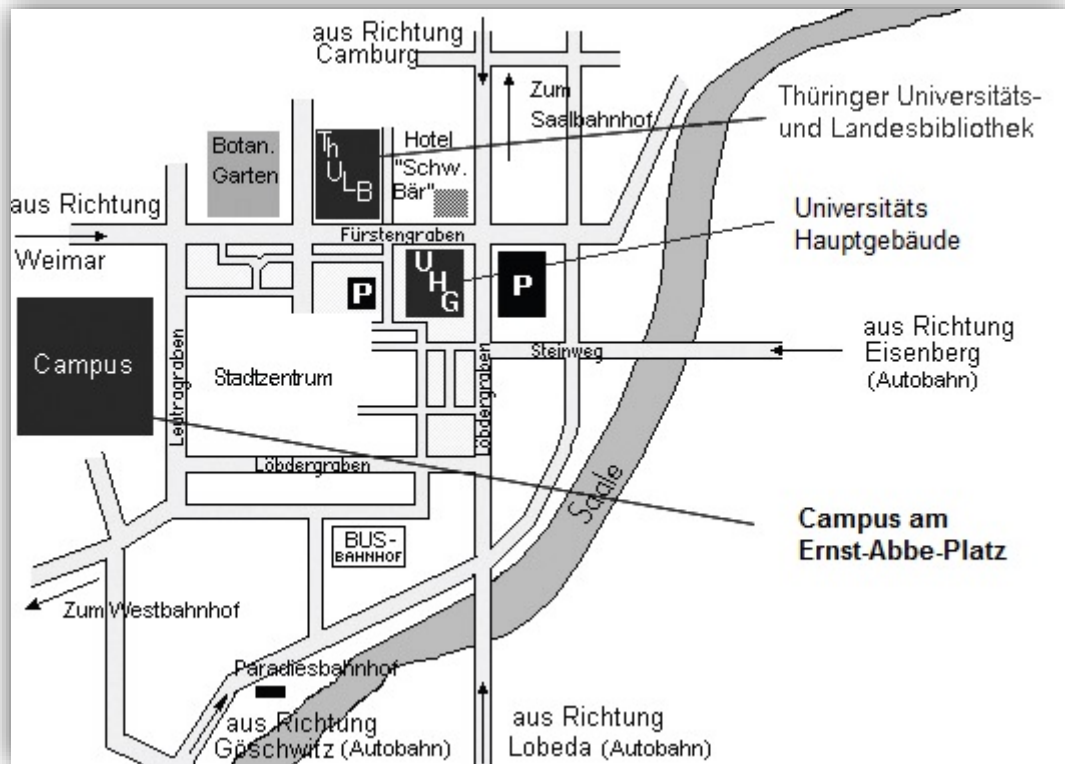 aus Richtung
Camburg
Zum
Saalbahnhof
Thüringer Universitäts-
und Landesbibliothek
Botan.
Garten
ThULB
Hotel
"Schw.
Bär"
aus Richtung
Weimar
Fürstengraben
Universitäts
Hauptgebäude
UHG
P
P
Campus
Leutragraben
Stadtzentrum
Löbdergraben
Steinweg
aus Richtung
Eisenberg
(Autobahn)
Löbdergraben
Saale
Campus am
Ernst-Abbe-Platz
BUS-
BAHNHOF
Zum Westbahnhof
Paradiesbahnhof
aus Richtung
Göschwitz (Autobahn)
aus Richtung
Lobeda (Autobahn)